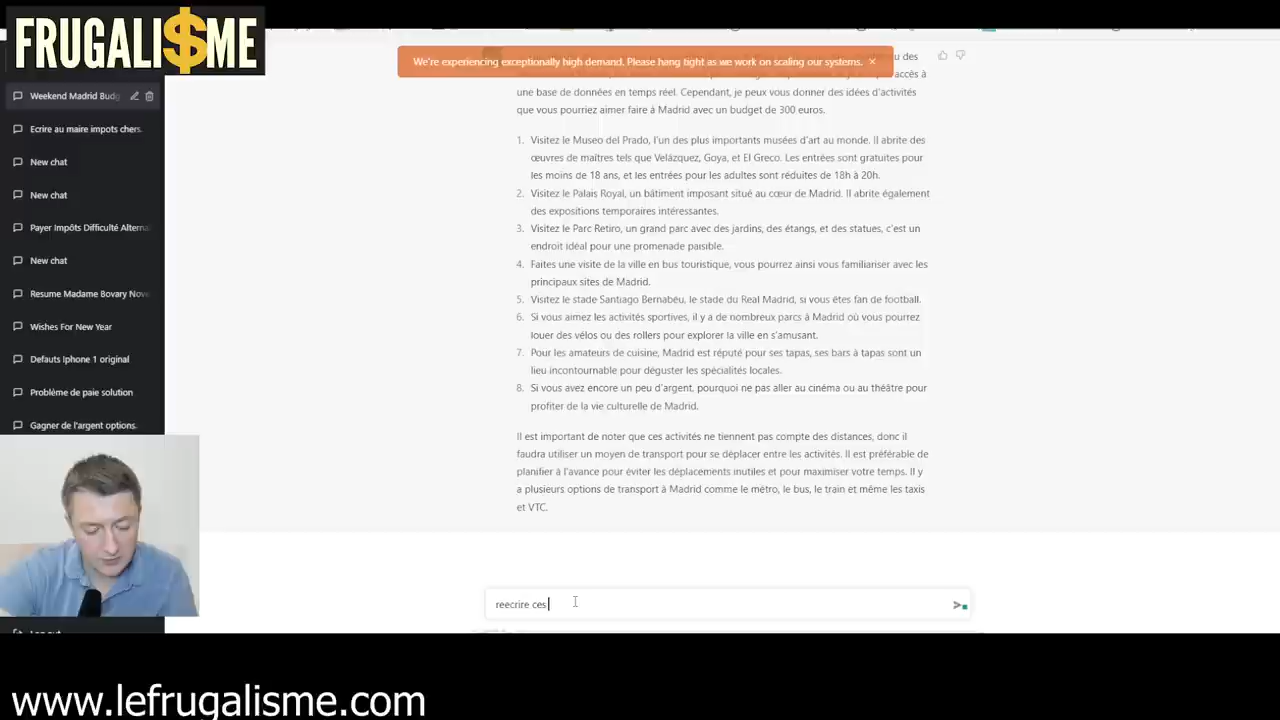 FRUGALI$ME
We're experiencing exceptionally high demand. Please hang tight as we work on scaling our systems. ×
des
accès à
une base de données en temps réel. Cependant, je peux vous donner des idées d'activités
que vous pourriez aimer faire à Madrid avec un budget de 300 euros.
1. Visitez le Museo del Prado, l'un des plus importants musées d'art au monde. Il abrite des
œuvres de maîtres tels que Velázquez, Goya, et El Greco. Les entrées sont gratuites pour
les moins de 18 ans, et les entrées pour les adultes sont réduites de 18h à 20h.
2. Visitez le Palais Royal, un bâtiment imposant situé au cœur de Madrid. Il abrite également
des expositions temporaires intéressantes.
3. Visitez le Parc Retiro, un grand parc avec des jardins, des étangs, et des statues, c'est un
endroit idéal pour une promenade paisible.
4. Faites une visite de la ville en bus touristique, vous pourrez ainsi vous familiariser avec les
principaux sites de Madrid.
5. Visitez le stade Santiago Bernabéu, le stade du Real Madrid, si vous êtes fan de football.
6. Si vous aimez les activités sportives, il y a de nombreux parcs à Madrid où vous pourrez
louer des vélos ou des rollers pour explorer la ville en s'amusant.
7. Pour les amateurs de cuisine, Madrid est réputé pour ses tapas, ses bars à tapas sont un
lieu incontournable pour déguster les spécialités locales.
8. Si vous avez encore un peu d'argent, pourquoi ne pas aller au cinéma ou au théâtre pour
profiter de la vie culturelle de Madrid.
Il est important de noter que ces activités ne tiennent pas compte des distances, donc il
faudra utiliser un moyen de transport pour se déplacer entre les activités. Il est préférable de
planifier à l'avance pour éviter les déplacements inutiles et pour maximiser votre temps. Il y
a plusieurs options de transport à Madrid comme le métro, le bus, le train et même les taxis
et VTC.
reecrire ces
Weekend Madrid Budg
Ecrire au maire impots chers.
New chat
New chat
Payer Impôts Difficulté Alterna
New chat
Resume Madame Bovary Nove
Wishes For New Year
Defauts Iphone 1 original
Problème de paie solution
Gagner de l'argent options.
www.lefrugalisme.com